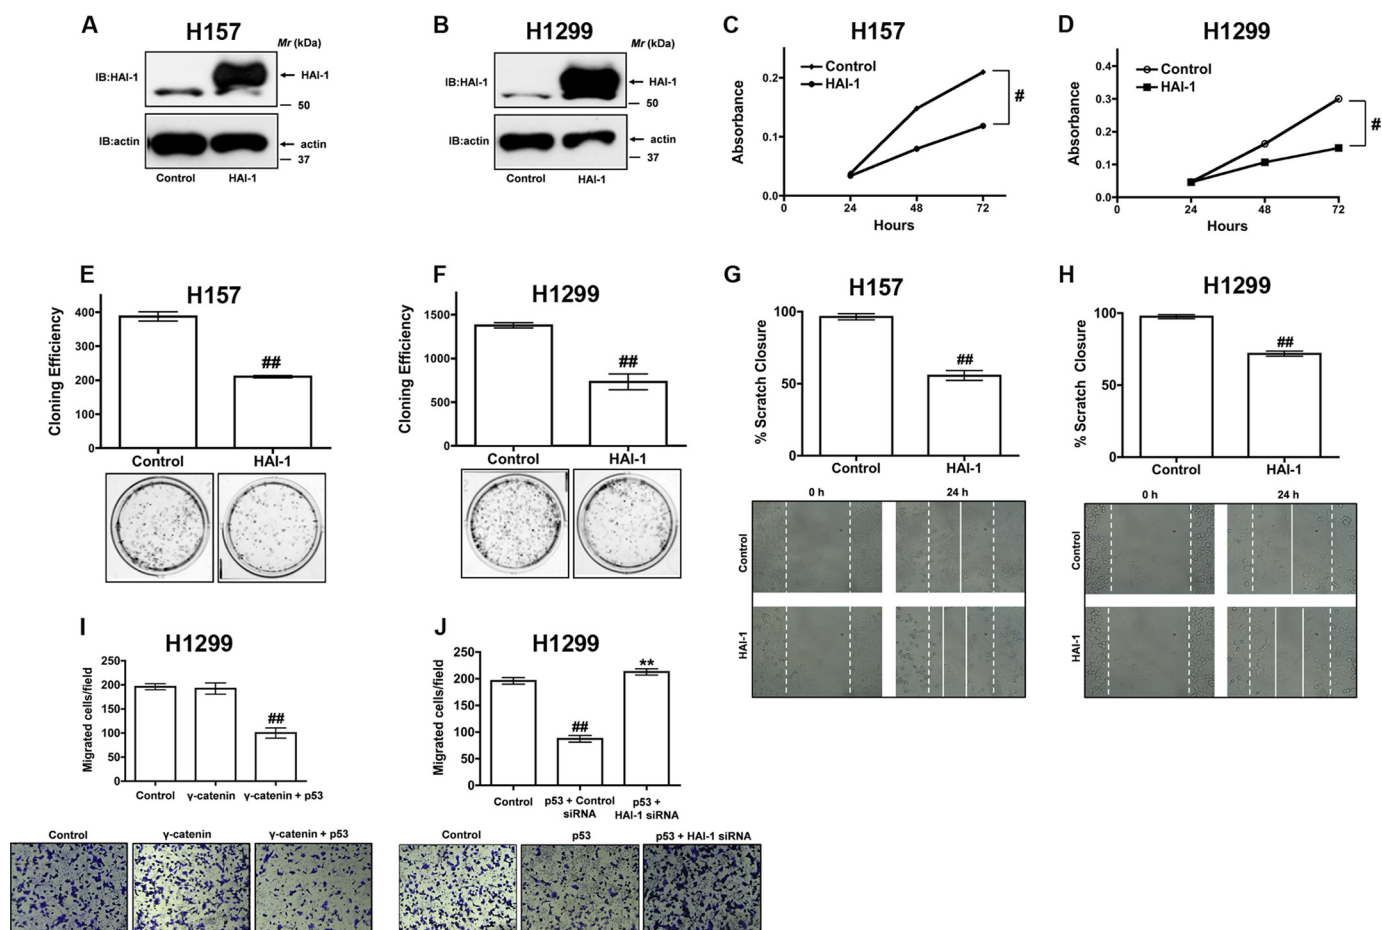 A
H157
Mr (kDa)
IB:HAI-1
HAI-1
50
IB:actin
actin
37
Control
HAI-1
B
H1299
Mr (kDa)
IB:HAI-1
HAI-1
50
IB:actin
actin
37
Control
HAI-1
C
H157
Control
HAI-1
0.2
0.1
0.0
Absorbance
#
0
24
48
72
Hours
D
H1299
Control
HAI-1
0.4
0.3
0.2
0.1
0.0
Absorbance
#
0
24
48
72
Hours
E
H157
Cloning Efficiency
400
300
200
100
0
##
Control
HAI-1
F
H1299
Cloning Efficiency
1500
1000
500
0
##
Control
HAI-1
G
H157
% Scratch Closure
100
50
0
##
Control
HAI-1
0 h
24 h
Control
HAI-1
H
H1299
% Scratch Closure
100
50
0
##
Control
HAI-1
0 h
24 h
Control
HAI-1
I
H1299
Migrated cells/field
250
200
150
100
50
0
##
Control
γ-catenin
γ-catenin + p53
Control
γ-catenin
γ-catenin + p53
J
H1299
Migrated cells/field
250
200
150
100
50
0
##
**
Control
p53 + Control
siRNA
p53 +
HAI-1 siRNA
Control
p53
p53 + HAI-1 siRNA